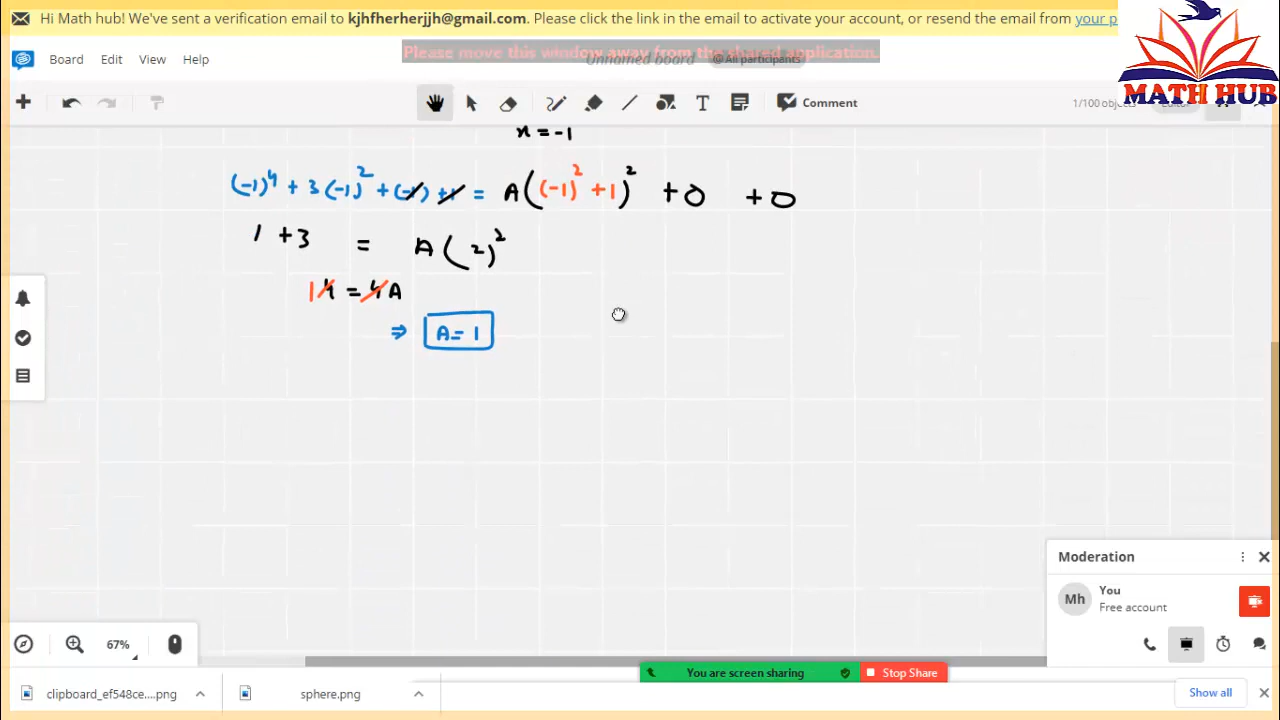 Hi Math hub! We've sent a verification email to kjhfherherjjh@gmail.com. Please click the link in the email to activate your account, or resend the email from your p
Please move this window away from the shared application.
Board Edit View Help Unnamed board @ All participants
MATH HUB
Comment 1/100 objects Editor
x = -1
(-1)^4 + 3(-1)^2 + (-1) + 1 = A((-1)^2 + 1)^2 + 0 + 0
1 + 3 = A(2)^2
1 4 = 4A
⇒ A = 1
Moderation
Mh You
Free account
67%
You are screen sharing Stop Share
clipboard_ef548ce....png sphere.png Show all